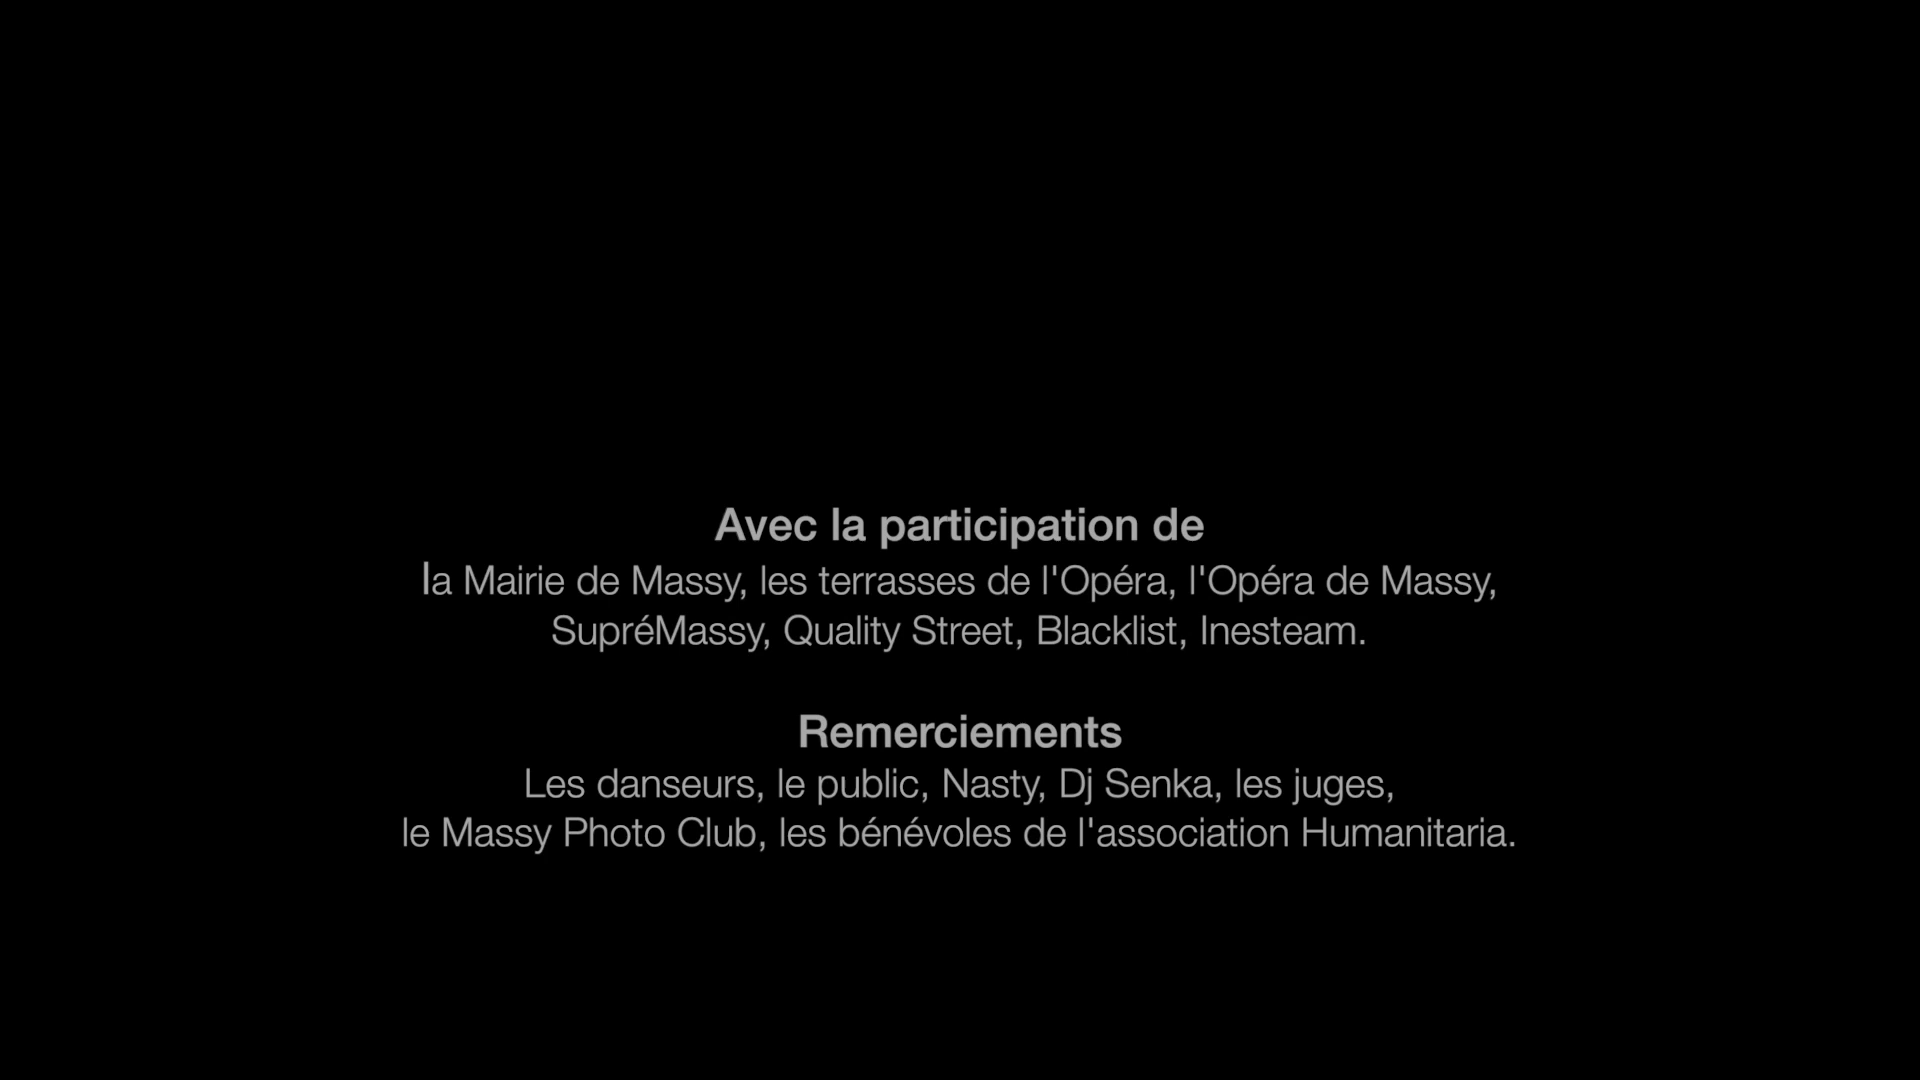 Avec la participation de
la Mairie de Massy, les terrasses de l'Opéra, l'Opéra de Massy,
SupréMassy, Quality Street, Blacklist, Inesteam.
Remerciements
Les danseurs, le public, Nasty, Dj Senka, les juges,
le Massy Photo Club, les bénévoles de l'association Humanitaria.